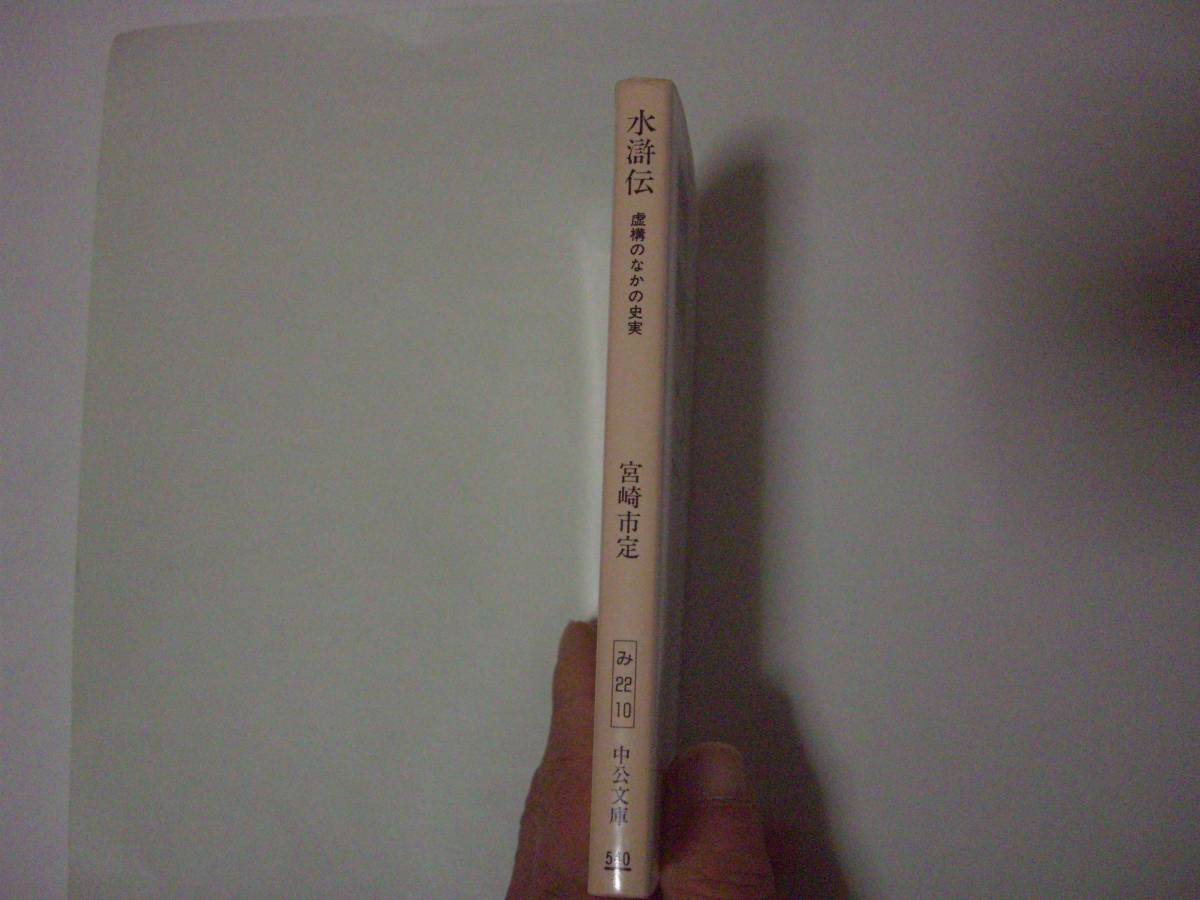 水滸伝
虚構のなかの史実
宮崎市定
み
22
10
中公文庫
540